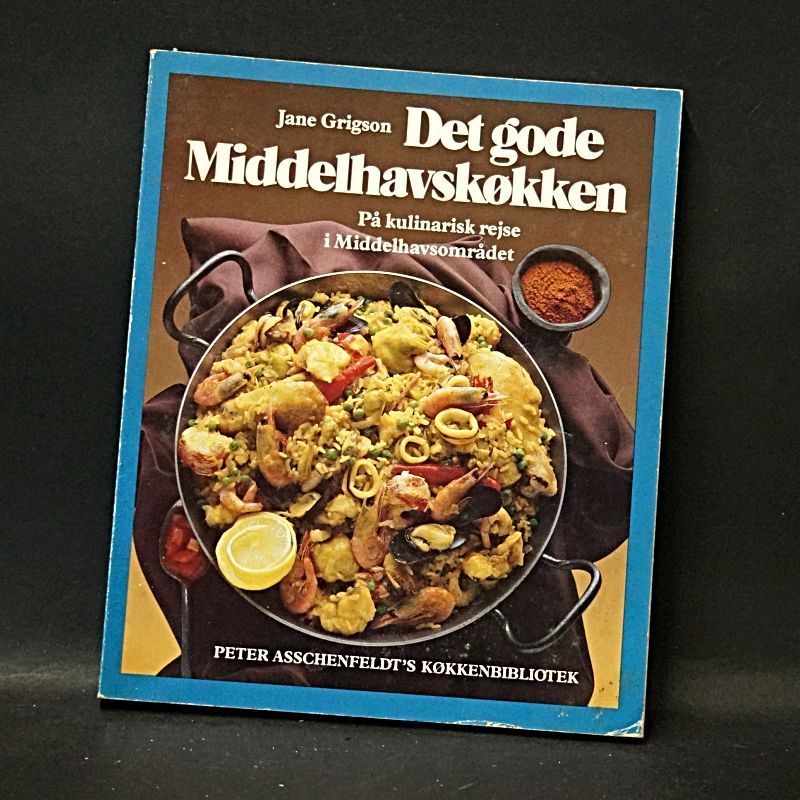 Jane Grigson Det gode
Middelhavskøkken
På kulinarisk rejse
i Middelhavsområdet
PETER ASSCHENFELDT'S KØKKENBIBLIOTEK